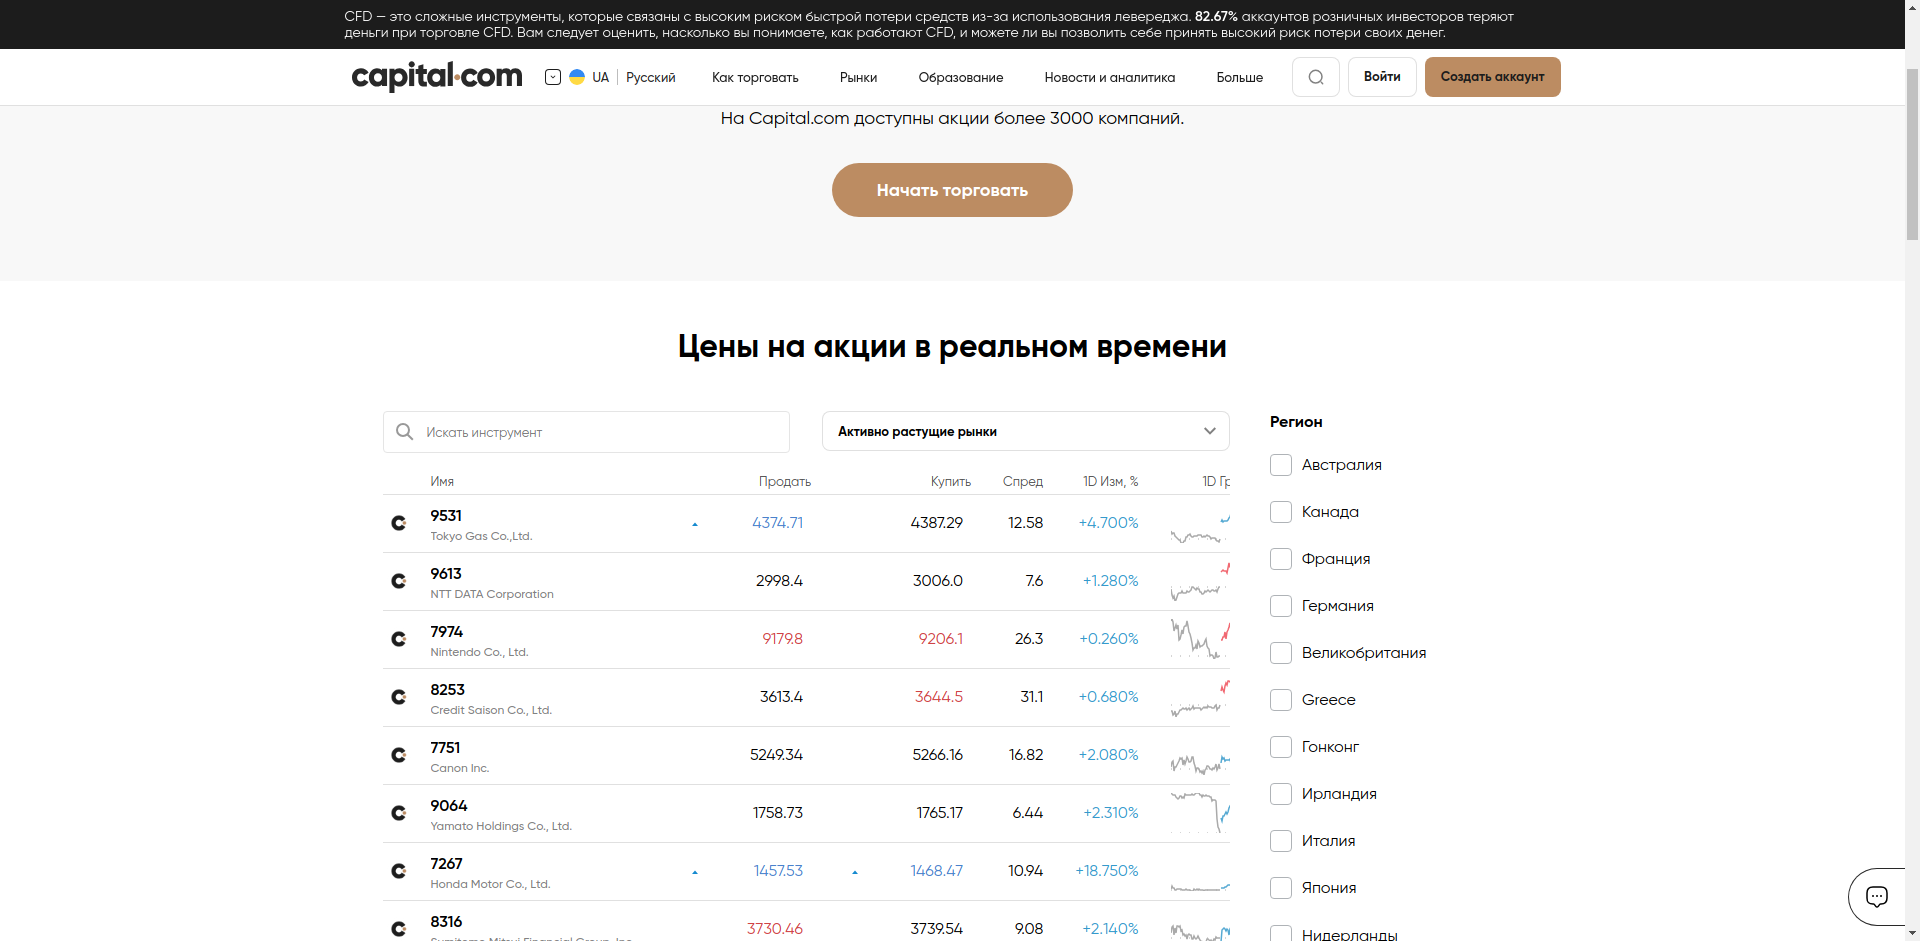 CFD — это сложные инструменты, которые связаны с высоким риском быстрой потери средств из-за использования левереджа. 82.67% аккаунтов розничных инвесторов теряют
деньги при торговле CFD. Вам следует оценить, насколько вы понимаете, как работают CFD, и можете ли вы позволить себе принять высокий риск потери своих денег.
capital.com UA Русский Как торговать Рынки Образование Новости и аналитика Больше Войти Создать аккаунт
На Capital.com доступны акции более 3000 компаний.
Начать торговать
Цены на акции в реальном времени
Искать инструмент
Активно растущие рынки
Имя Продать Купить Спред 1D Изм, % 1D Гр
9531 4374.71 4387.29 12.58 +4.700%
Tokyo Gas Co.,Ltd.
9613 2998.4 3006.0 7.6 +1.280%
NTT DATA Corporation
7974 9179.8 9206.1 26.3 +0.260%
Nintendo Co., Ltd.
8253 3613.4 3644.5 31.1 +0.680%
Credit Saison Co., Ltd.
7751 5249.34 5266.16 16.82 +2.080%
Canon Inc.
9064 1758.73 1765.17 6.44 +2.310%
Yamato Holdings Co., Ltd.
7267 1457.53 1468.47 10.94 +18.750%
Honda Motor Co., Ltd.
8316 3730.46 3739.54 9.08 +2.140%
Sumitomo Mitsui Financial Group, Inc.
Регион
Австралия
Канада
Франция
Германия
Великобритания
Greece
Гонконг
Ирландия
Италия
Япония
Нидерланды